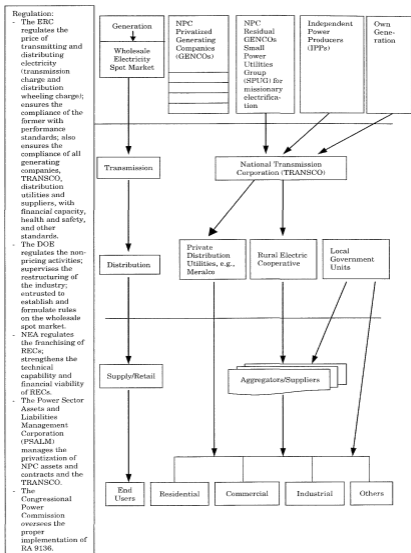 Regulation:
- The ERC
regulates the
price of
transmitting and
distributing
electricity
(transmission
charge and
distribution
wheeling charge);
ensures the
compliance of the
former with
performance
standards; also
ensures the
compliance of all
generating
companies,
TRANSCO,
distribution
utilities and
suppliers, with
financial capacity,
health and safety,
and other
standards.
- The DOE
regulates the non-
pricing activities;
supervises the
restructuring of
the industry;
entrusted to
establish and
formulate rules
on the wholesale
spot market.
- NEA regulates
the franchising of
RECs;
strengthens the
technical
capability and
financial viability
of RECs.
- The Power Sector
Assets and
Liabilities
Management
Corporation
(PSALM)
manages the
privatization of
NPC assets and
contracts and the
TRANSCO.
- The
Congressional
Power
Commission
oversees the
proper
implementation of
RA 9136.
Generation
Wholesale
Electricity
Spot Market
NPC
Privatized
Generating
Companies
(GENCOs)
NPC
Residual
GENCOs
Small
Power
Utilities
Group
(SPUG) for
missionary
electrifica-
tion
Independent
Power
Producers
(IPPs)
Own
Gene-
ration
Transmission
National Transmission
Corporation (TRANSCO)
Distribution
Private
Distribution
Utilities, e.g.,
Meralco
Rural Electric
Cooperative
Local
Government
Units
Supply/Retail
Aggregators/Suppliers
End
Users
Residential
Commercial
Industrial
Others